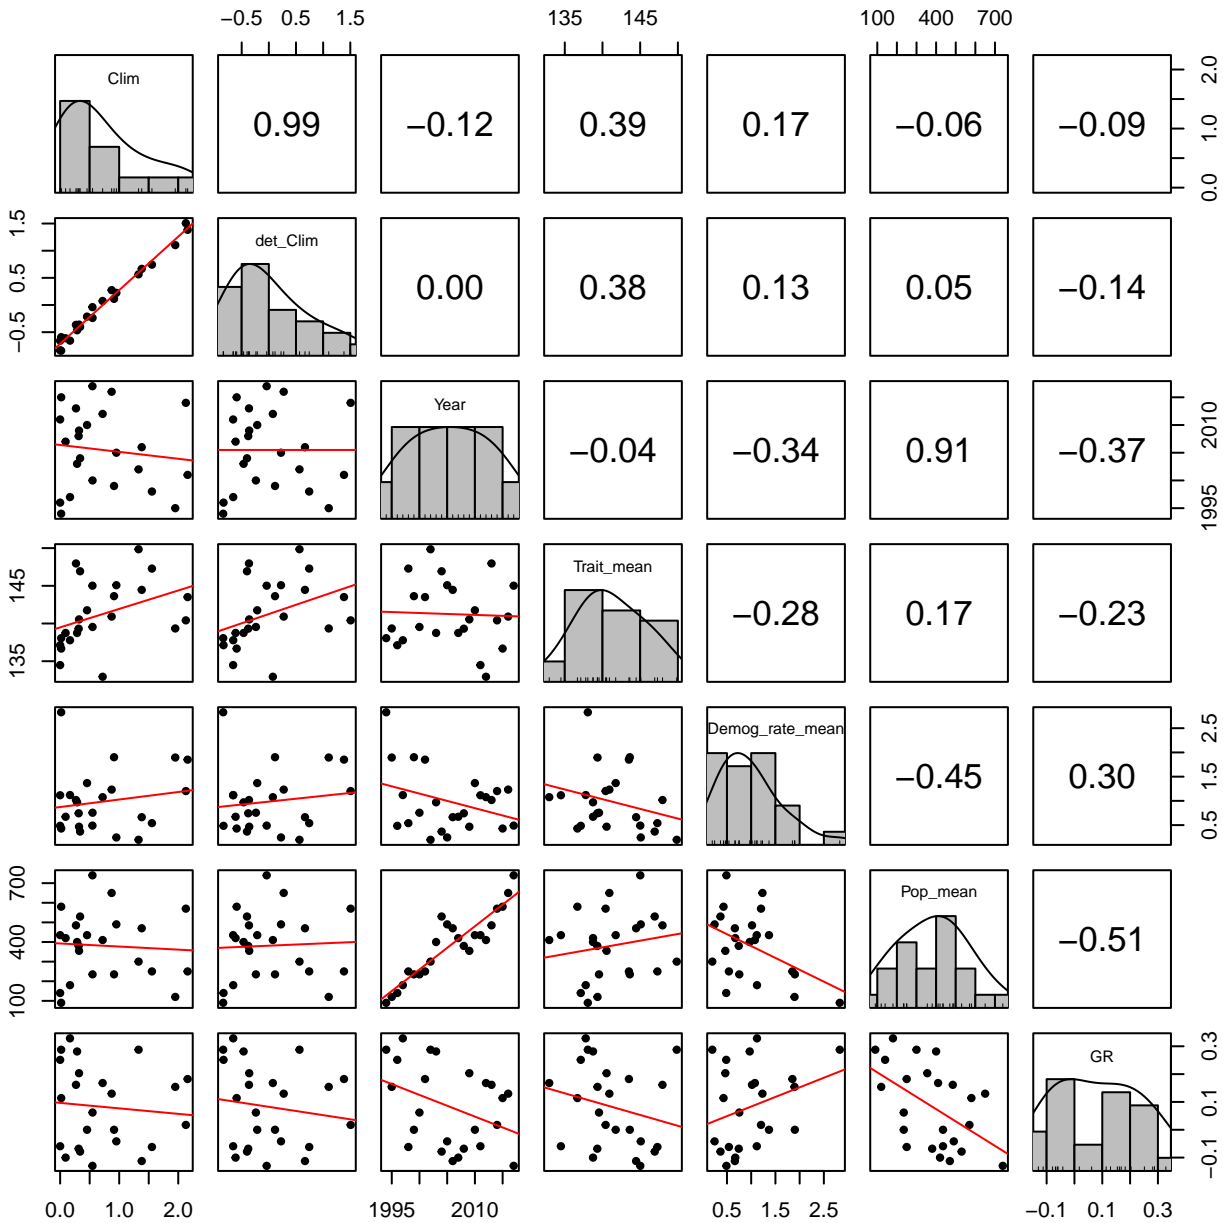 −0.5 0.5 1.5 135 145 100 400 700
Clim 0.99 −0.12 0.39 0.17 −0.06 −0.09 0.0 1.0 2.0
−0.5 0.5 1.5 det_Clim 0.00 0.38 0.13 0.05 −0.14
Year −0.04 −0.34 0.91 −0.37 1995 2010
135 145 Trait_mean −0.28 0.17 −0.23
Demog_rate_mean −0.45 0.30 0.5 1.5 2.5
100 400 700 Pop_mean −0.51
GR −0.1 0.1 0.3
0.0 1.0 2.0 1995 2010 0.5 1.5 2.5 −0.1 0.1 0.3